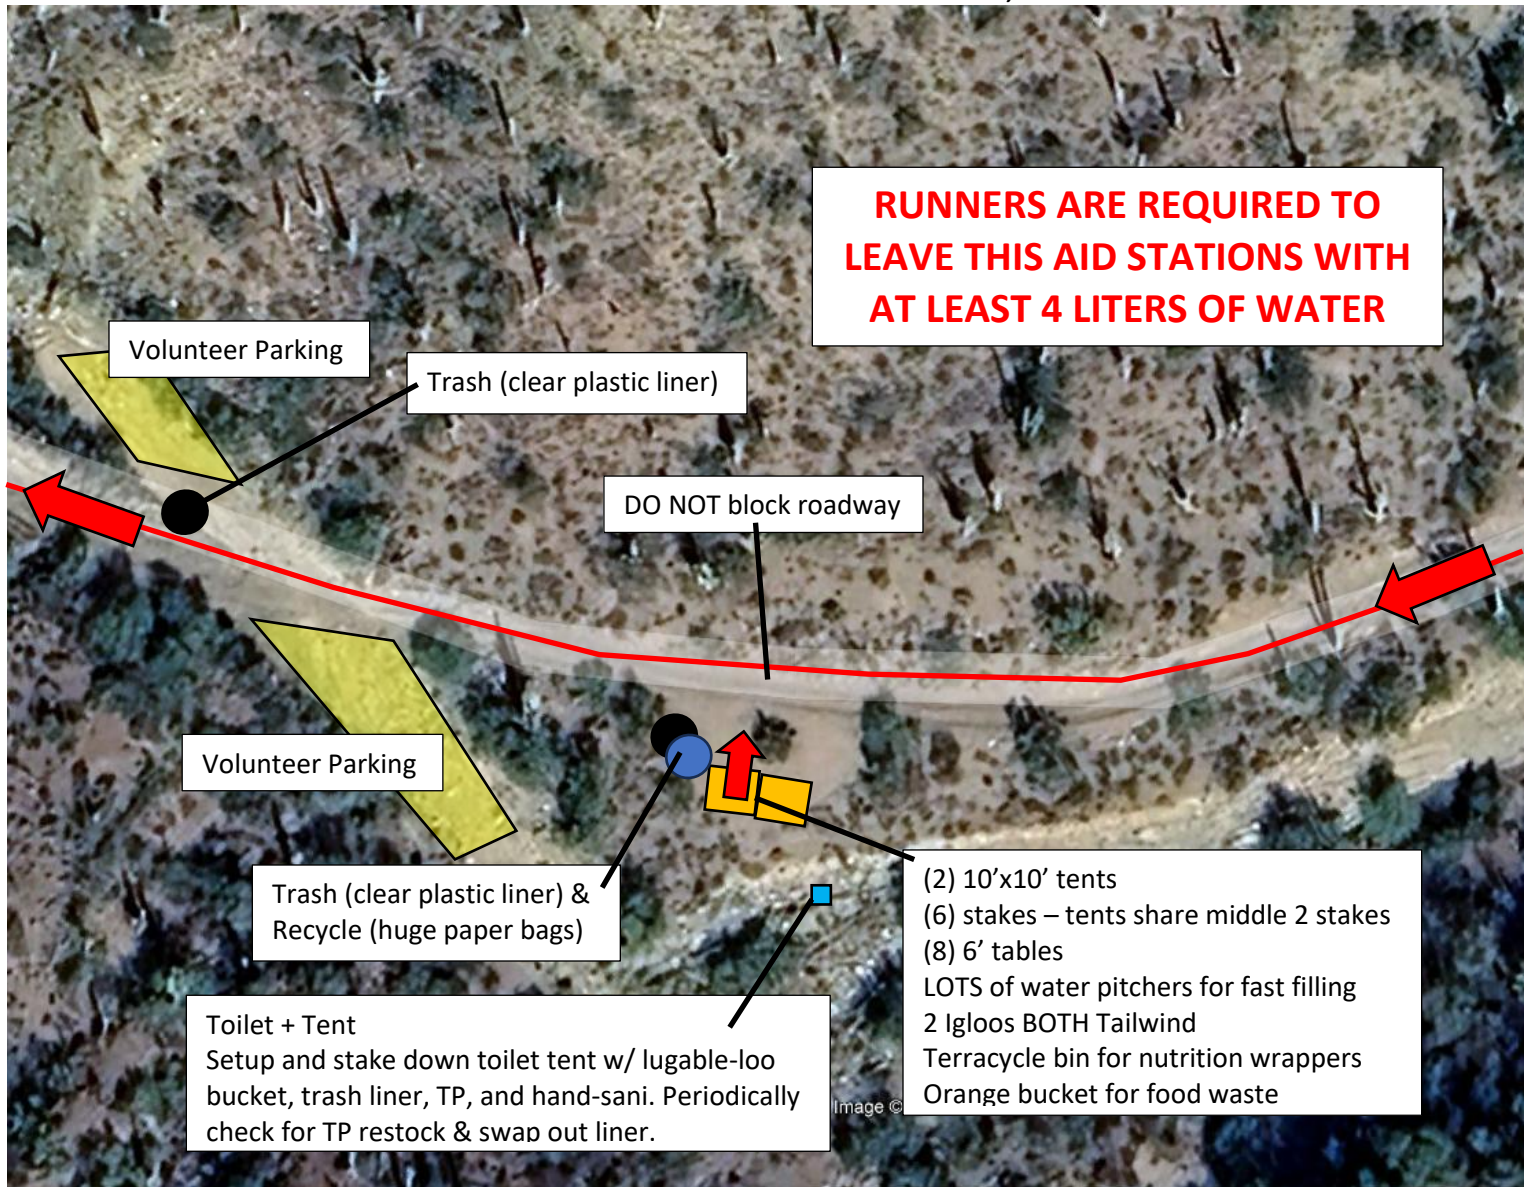 RUNNERS ARE REQUIRED TO
LEAVE THIS AID STATIONS WITH
AT LEAST 4 LITERS OF WATER
Volunteer Parking
Trash (clear plastic liner)
DO NOT block roadway
Volunteer Parking
Trash (clear plastic liner) &
Recycle (huge paper bags)
(2) 10’x10’ tents
(6) stakes – tents share middle 2 stakes
(8) 6’ tables
LOTS of water pitchers for fast filling
2 Igloos BOTH Tailwind
Terracycle bin for nutrition wrappers
Orange bucket for food waste
Toilet + Tent
Setup and stake down toilet tent w/ lugable-loo
bucket, trash liner, TP, and hand-sani. Periodically
check for TP restock & swap out liner.
Image ©